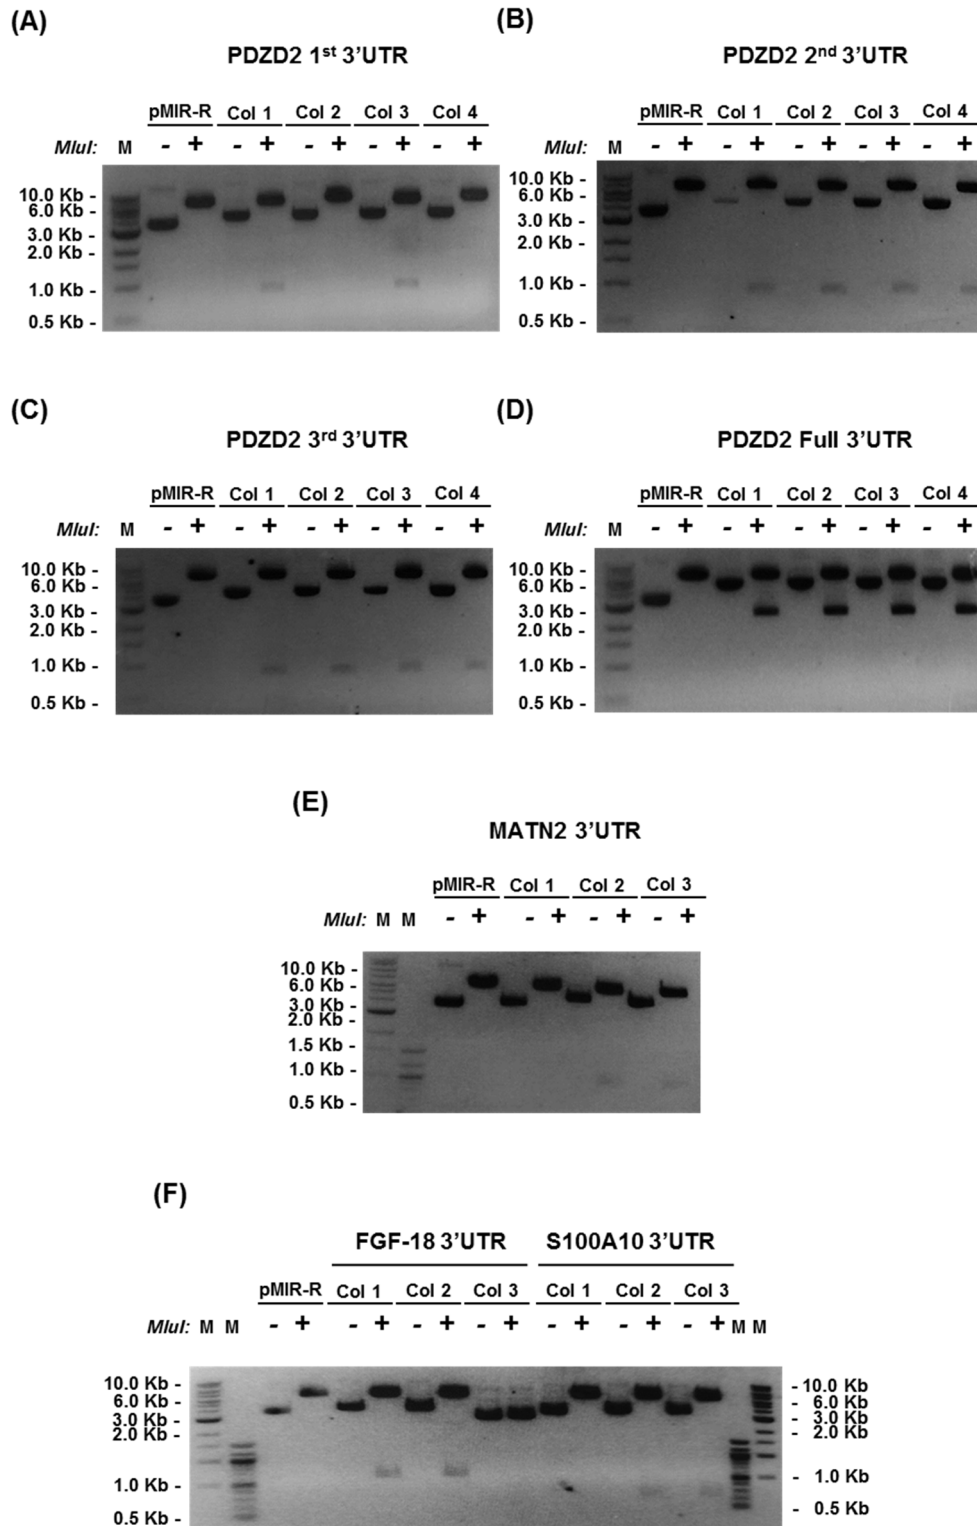 (A)
PDZD2 1st 3'UTR
pMIR-R Col 1 Col 2 Col 3 Col 4
MluI: M - + - + - + - + - +
10.0 Kb -
6.0 Kb -
3.0 Kb -
2.0 Kb -
1.0 Kb -
0.5 Kb -
(B)
PDZD2 2nd 3'UTR
pMIR-R Col 1 Col 2 Col 3 Col 4
MluI: M - + - + - + - + - +
10.0 Kb -
6.0 Kb -
3.0 Kb -
2.0 Kb -
1.0 Kb -
0.5 Kb -
(C)
PDZD2 3rd 3'UTR
pMIR-R Col 1 Col 2 Col 3 Col 4
MluI: M - + - + - + - + - +
10.0 Kb -
6.0 Kb -
3.0 Kb -
2.0 Kb -
1.0 Kb -
0.5 Kb -
(D)
PDZD2 Full 3'UTR
pMIR-R Col 1 Col 2 Col 3 Col 4
MluI: M - + - + - + - + - +
10.0 Kb -
6.0 Kb -
3.0 Kb -
2.0 Kb -
1.0 Kb -
0.5 Kb -
(E)
MATN2 3'UTR
pMIR-R Col 1 Col 2 Col 3
MluI: M M - + - + - + - +
10.0 Kb -
6.0 Kb -
3.0 Kb -
2.0 Kb -
1.5 Kb -
1.0 Kb -
0.5 Kb -
(F)
FGF-18 3'UTR S100A10 3'UTR
pMIR-R Col 1 Col 2 Col 3 Col 1 Col 2 Col 3
MluI: M M - + - + - + - + - + - + - + M M
10.0 Kb - - 10.0 Kb
6.0 Kb - - 6.0 Kb
3.0 Kb - - 3.0 Kb
2.0 Kb - - 2.0 Kb
1.0 Kb - - 1.0 Kb
0.5 Kb - - 0.5 Kb